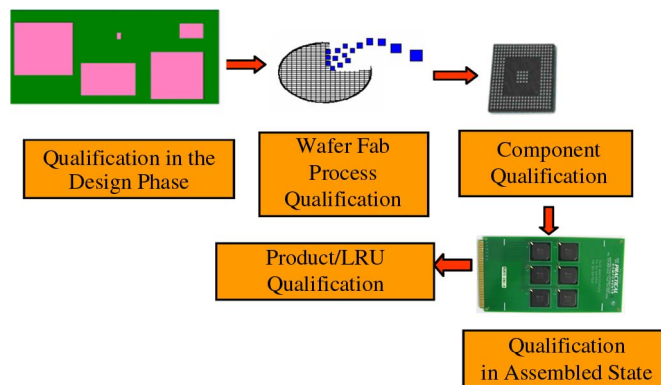 Qualification in the
Design Phase
Wafer Fab
Process
Qualification
Component
Qualification
Product/LRU
Qualification
Qualification
in Assembled State